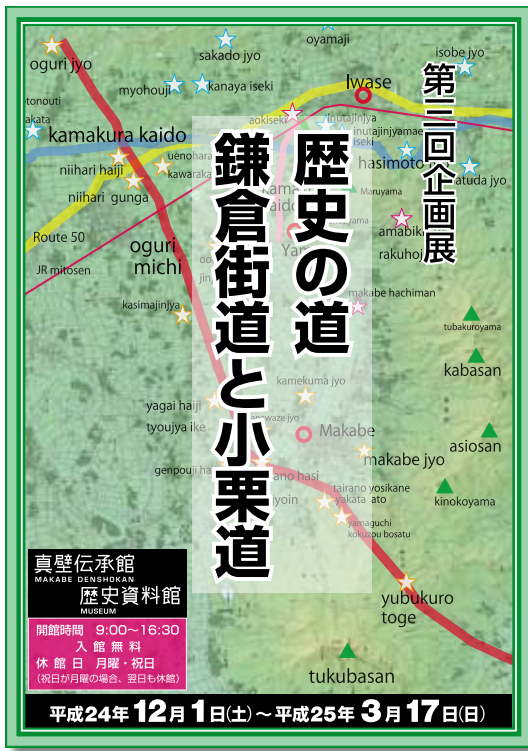 第三回企画展
歴史の道
鎌倉街道と小栗道
oyamaji
oguri jyo
sakado jyo
isobe jyo
myohouji
kanaya iseki
Iwase
tonouti
akata
aokiseki
inutajinjya
kamakura kaido
inutajinjyamae
iseki
uenohara
hasimoto
niihari haiji
kawaraka
atuda jyo
niihari gunga
Maruyama
Route 50
oguri
michi
amabiki
rakuhoj
JR mitosen
makabe hachiman
kasimajinjya
tubakuroyama
kabasan
kamekuma jyo
yagai haiji
tyoujya ike
Makabe
asiosan
makabe jyo
genpouji ha
ano hasi
tairano yosikane
yakata ato
jyoin
kinokoyama
yamaguchi
kokuzou bosatu
yubukuro
toge
tukubasan
真壁伝承館
MAKABE DENSHOKAN
歴史資料館
MUSEUM
開館時間 9:00～16:30
入館無料
休館日 月曜・祝日
（祝日が月曜の場合、翌日も休館）
平成24年12月1日(土)～平成25年3月17日(日)